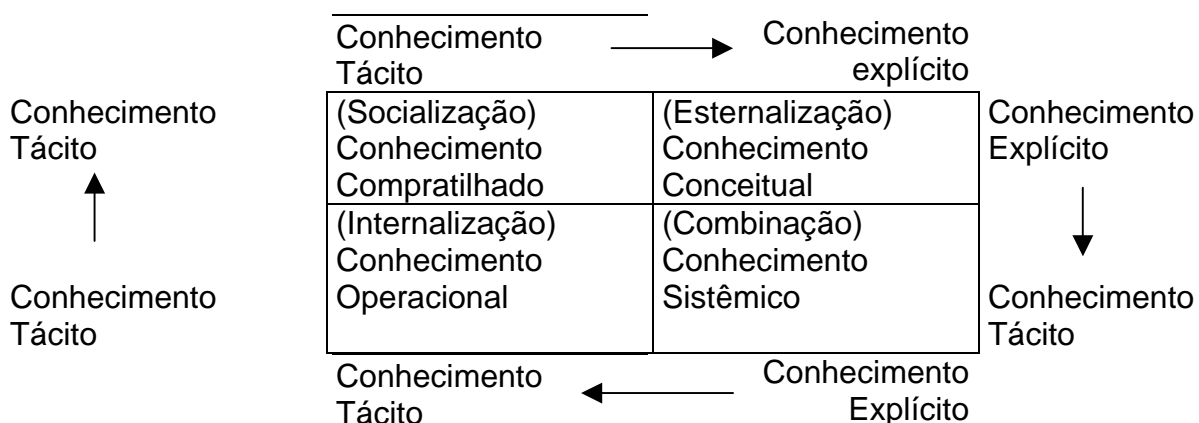 Conhecimento
Tácito
Conhecimento
explícito
Conhecimento
Tácito
(Socialização)
Conhecimento
Compratilhado
(Esternalização)
Conhecimento
Conceitual
Conhecimento
Explícito
(Internalização)
Conhecimento
Operacional
(Combinação)
Conhecimento
Sistêmico
Conhecimento
Tácito
Conhecimento
Tácito
Conhecimento
Tácito
Conhecimento
Explícito